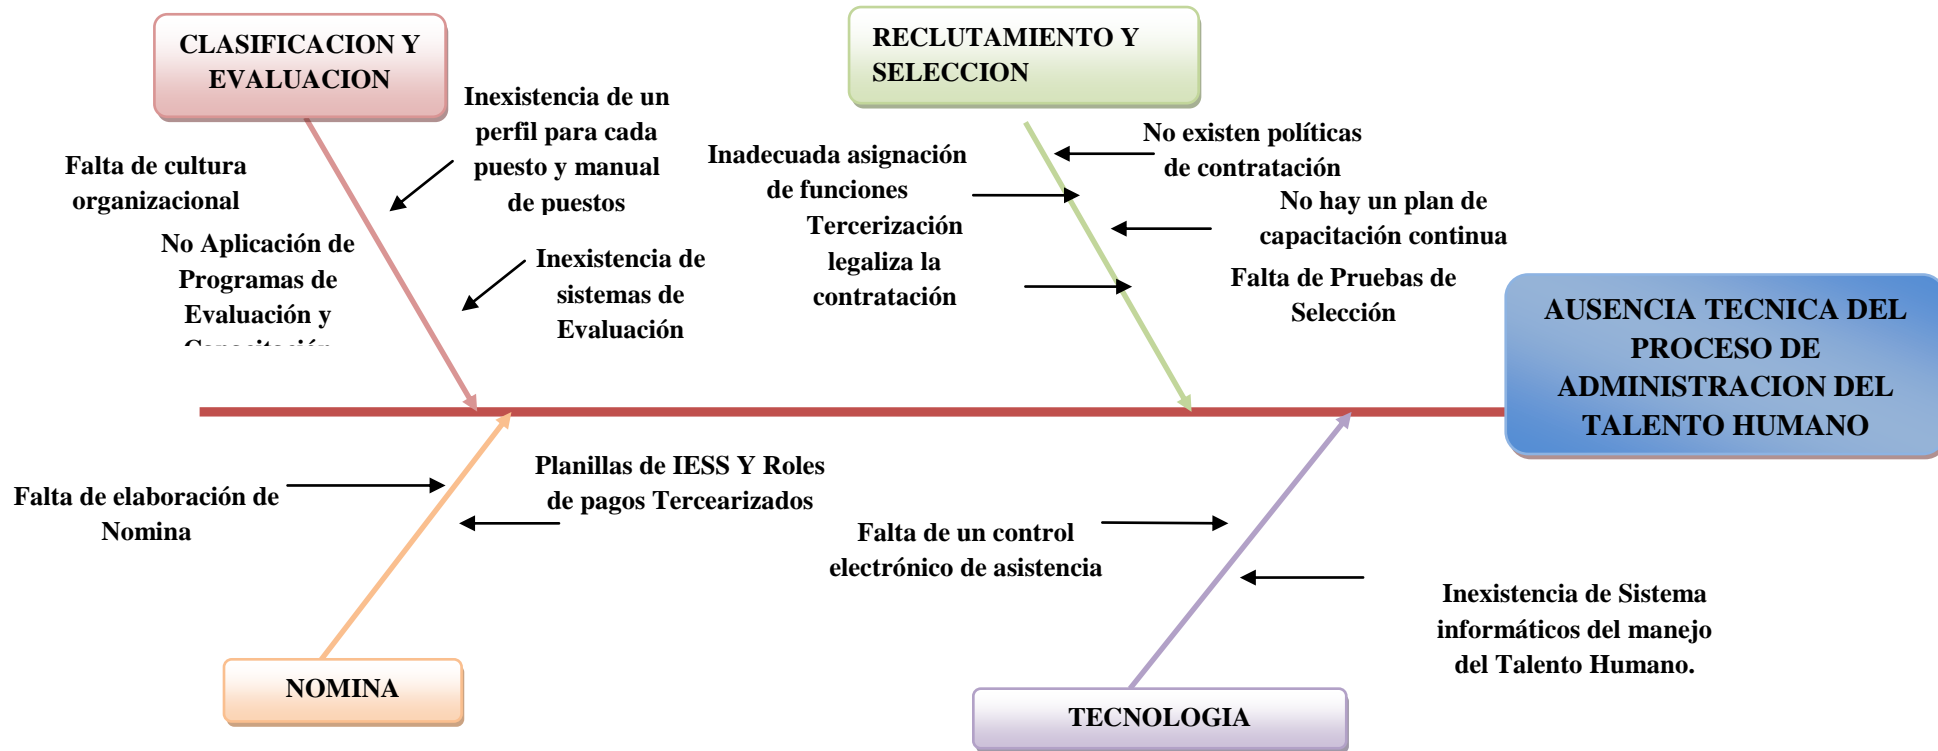 CLASIFICACION Y
EVALUACION
RECLUTAMIENTO Y
SELECCION
Inexistencia de un
perfil para cada
puesto y manual
de puestos
Falta de cultura
organizacional
No Aplicación de
Programas de
Evaluación y
Inexistencia de
sistemas de
Evaluación
Inadecuada asignación
de funciones
Tercerización
legaliza la
contratación
No existen políticas
de contratación
No hay un plan de
capacitación continua
Falta de Pruebas de
Selección
AUSENCIA TECNICA DEL
PROCESO DE
ADMINISTRACION DEL
TALENTO HUMANO
Falta de elaboración de
Nomina
Planillas de IESS Y Roles
de pagos Tercearizados
Falta de un control
electrónico de asistencia
Inexistencia de Sistema
informáticos del manejo
del Talento Humano.
NOMINA
TECNOLOGIA